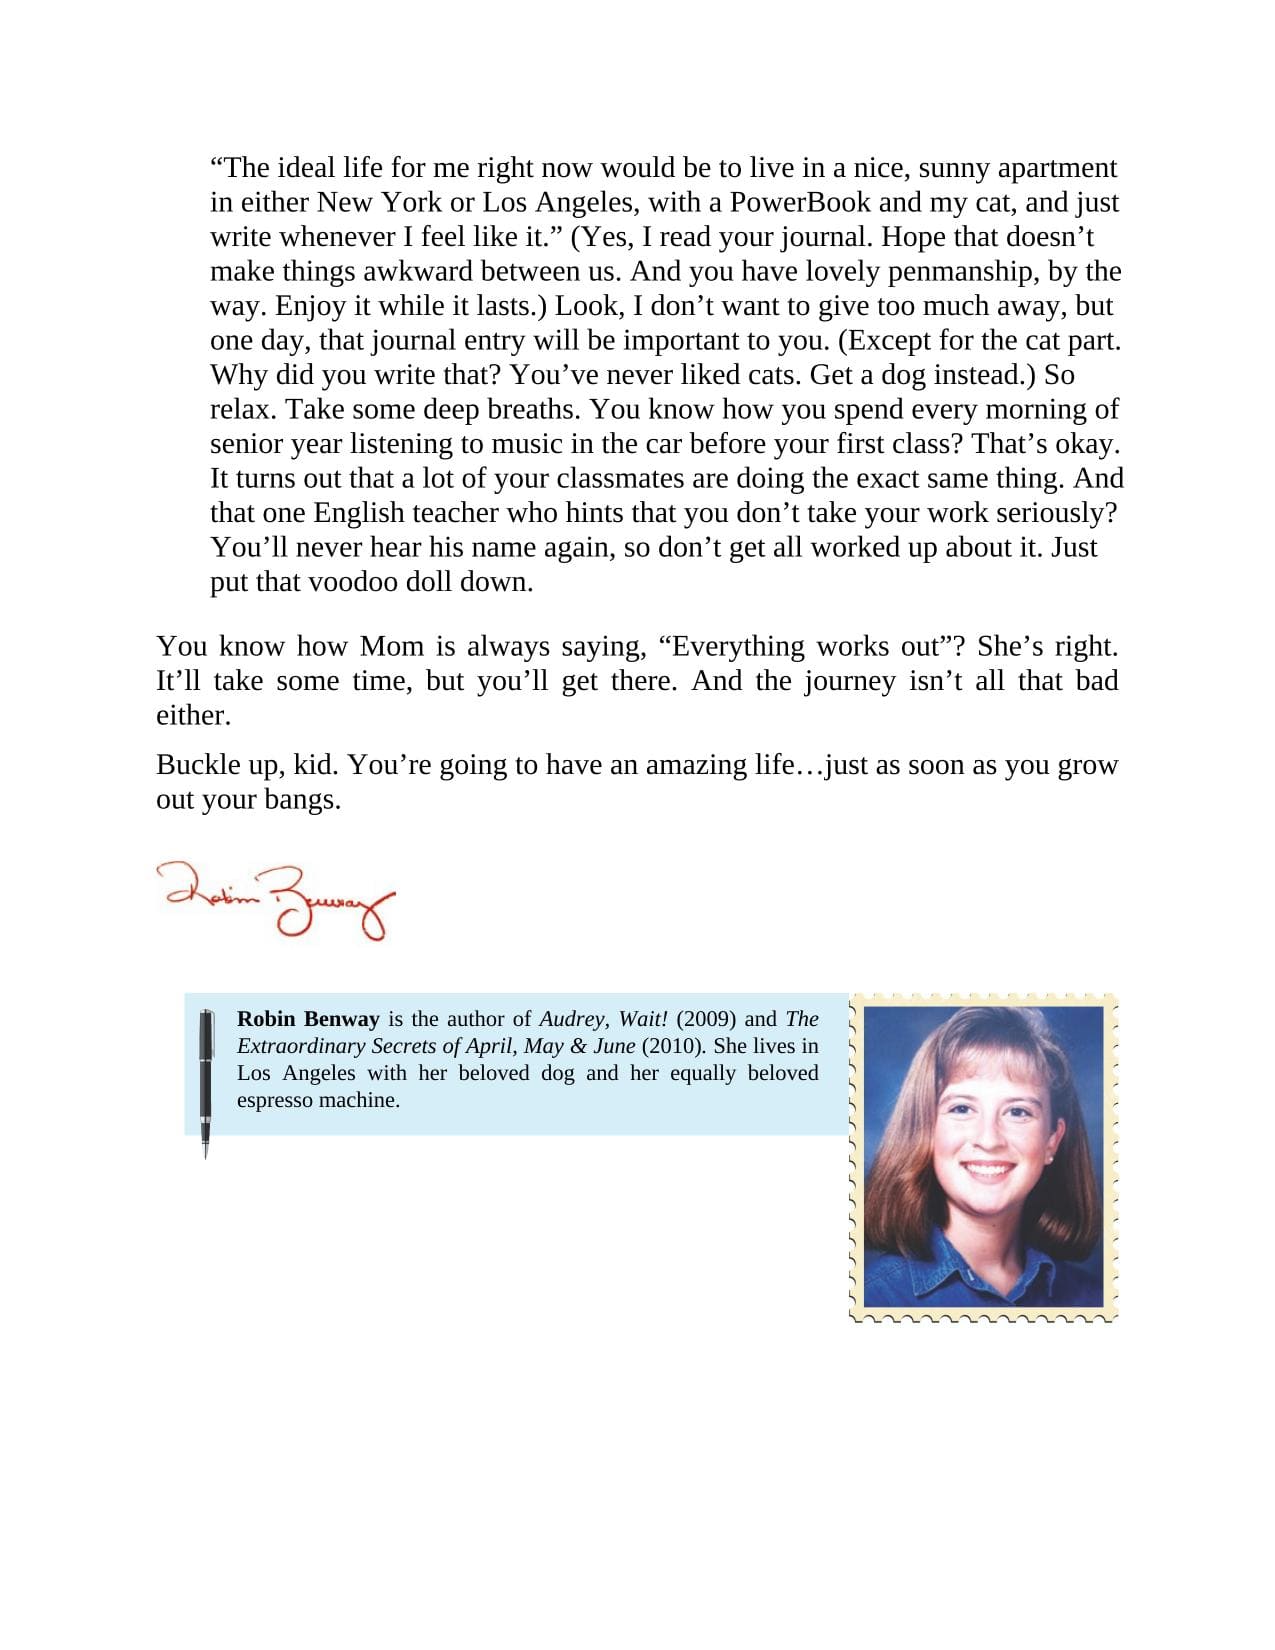 “The ideal life for me right now would be to live in a nice, sunny apartment
in either New York or Los Angeles, with a PowerBook and my cat, and just
write whenever I feel like it.” (Yes, I read your journal. Hope that doesn’t
make things awkward between us. And you have lovely penmanship, by the
way. Enjoy it while it lasts.) Look, I don’t want to give too much away, but
one day, that journal entry will be important to you. (Except for the cat part.
Why did you write that? You’ve never liked cats. Get a dog instead.) So
relax. Take some deep breaths. You know how you spend every morning of
senior year listening to music in the car before your first class? That’s okay.
It turns out that a lot of your classmates are doing the exact same thing. And
that one English teacher who hints that you don’t take your work seriously?
You’ll never hear his name again, so don’t get all worked up about it. Just
put that voodoo doll down.
You know how Mom is always saying, “Everything works out”? She’s right.
It’ll take some time, but you’ll get there. And the journey isn’t all that bad
either.
Buckle up, kid. You’re going to have an amazing life…just as soon as you grow
out your bangs.
Robin Benway
Robin Benway is the author of Audrey, Wait! (2009) and The
Extraordinary Secrets of April, May & June (2010). She lives in
Los Angeles with her beloved dog and her equally beloved
espresso machine.